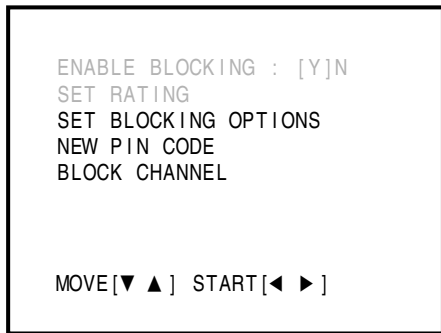 ENABLE BLOCKING : [Y]N
SET RATING
SET BLOCKING OPTIONS
NEW PIN CODE
BLOCK CHANNEL
MOVE[▼ ▲] START[◀ ▶]